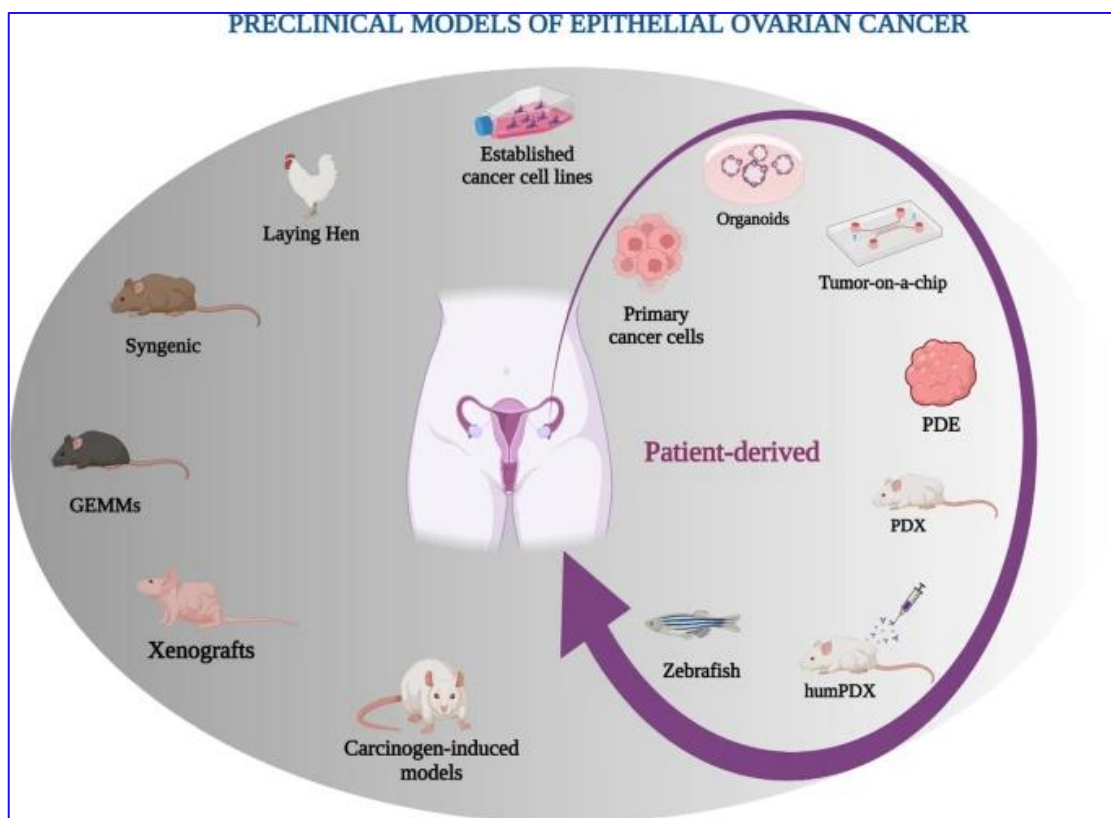 PRECLINICAL MODELS OF EPITHELIAL OVARIAN CANCER
Established
cancer cell lines
Laying Hen
Organoids
Tumor-on-a-chip
Primary
cancer cells
Syngenic
PDE
Patient-derived
GEMMs
PDX
Xenografts
Zebrafish
humPDX
Carcinogen-induced
models